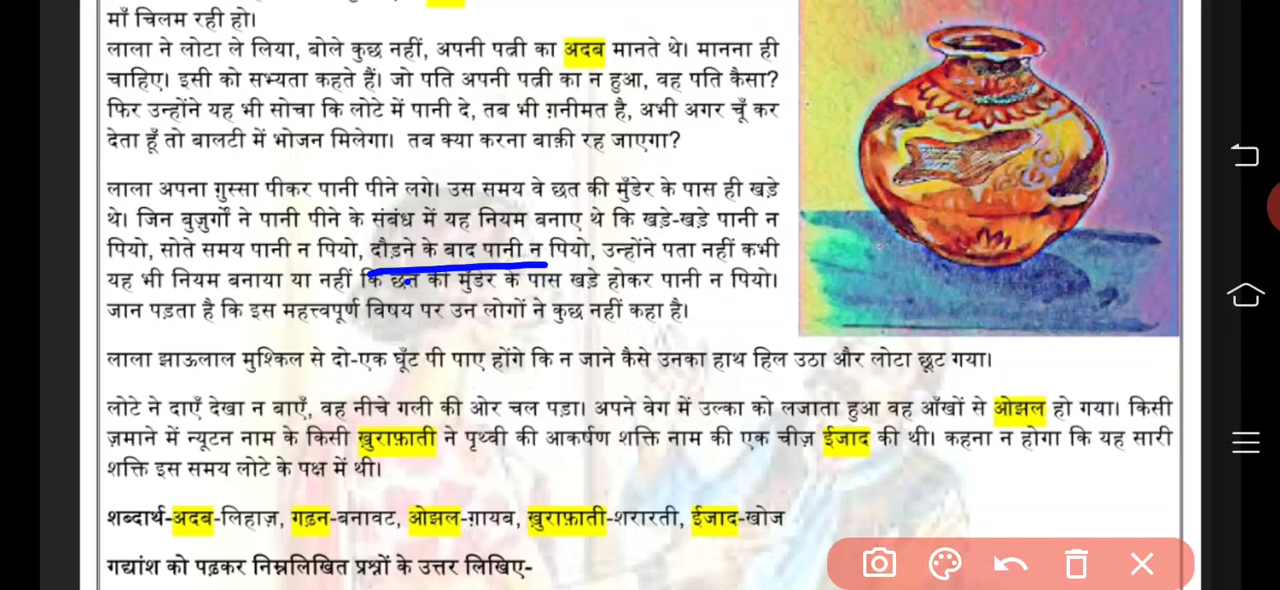 माँ चिलम रही हो।
लाला ने लोटा ले लिया, बोले कुछ नहीं, अपनी पत्नी का अदब मानते थे। मानना ही
चाहिए। इसी को सभ्यता कहते हैं। जो पति अपनी पत्नी का न हुआ, वह पति कैसा?
फिर उन्होंने यह भी सोचा कि लोटे में पानी दे, तब भी ग़नीमत है, अभी अगर चूँ कर
देता हूँ तो बालटी में भोजन मिलेगा। तब क्या करना बाक़ी रह जाएगा?
लाला अपना ग़ुस्सा पीकर पानी पीने लगे। उस समय वे छत की मुँडेर के पास ही खड़े
थे। जिन बुज़ुर्गों ने पानी पीने के संबंध में यह नियम बनाए थे कि खड़े-खड़े पानी न
पियो, सोते समय पानी न पियो, दौड़ने के बाद पानी न पियो, उन्होंने पता नहीं कभी
यह भी नियम बनाया या नहीं कि छत की मुँडेर के पास खड़े होकर पानी न पियो।
जान पड़ता है कि इस महत्त्वपूर्ण विषय पर उन लोगों ने कुछ नहीं कहा है।
लाला झाऊलाल मुश्किल से दो-एक घूँट पी पाए होंगे कि न जाने कैसे उनका हाथ हिल उठा और लोटा छूट गया।
लोटे ने दाएँ देखा न बाएँ, वह नीचे गली की ओर चल पड़ा। अपने वेग में उल्का को लजाता हुआ वह आँखों से ओझल हो गया। किसी
ज़माने में न्यूटन नाम के किसी ख़ुराफ़ाती ने पृथ्वी की आकर्षण शक्ति नाम की एक चीज़ ईजाद की थी। कहना न होगा कि यह सारी
शक्ति इस समय लोटे के पक्ष में थी।
शब्दार्थ-अदब-लिहाज़, गढ़न-बनावट, ओझल-ग़ायब, ख़ुराफ़ाती-शरारती, ईजाद-खोज
गद्यांश को पढ़कर निम्नलिखित प्रश्नों के उत्तर लिखिए-